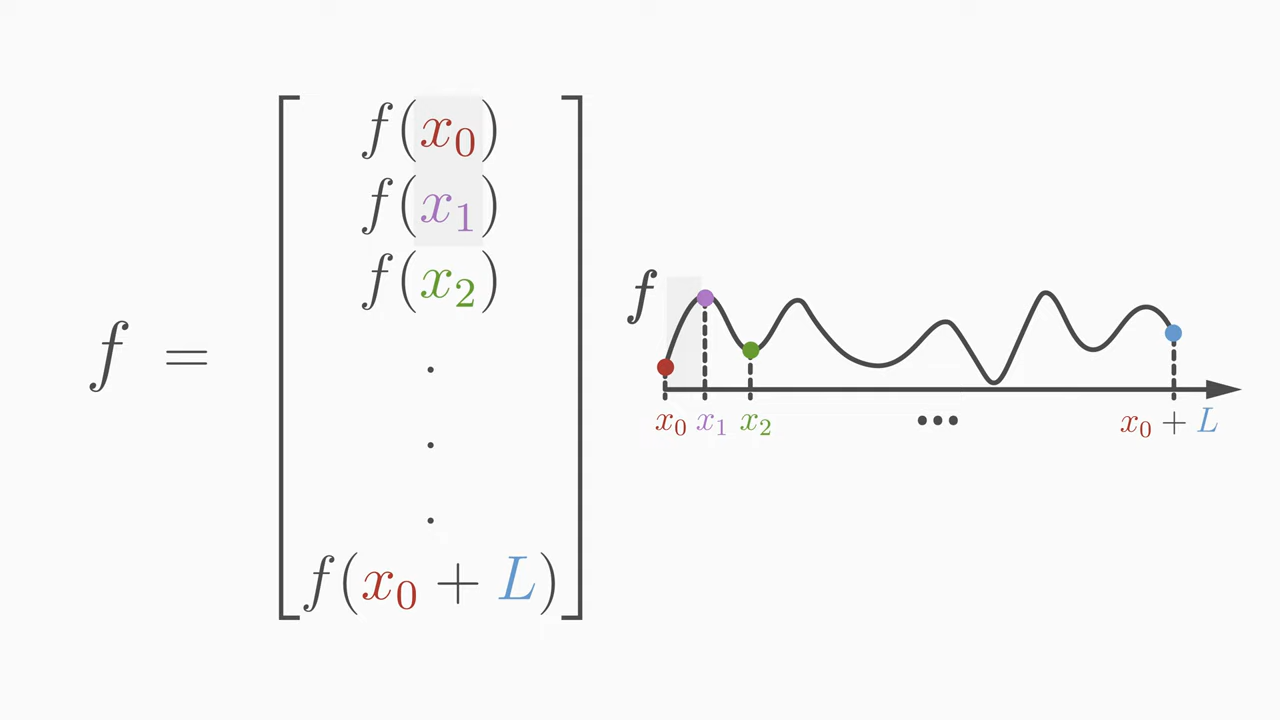 f(x₀)
f(x₁)
f(x₂)
f =
.
.
.
f(x₀ + L)
f
x₀ x₁ x₂ ••• x₀ + L